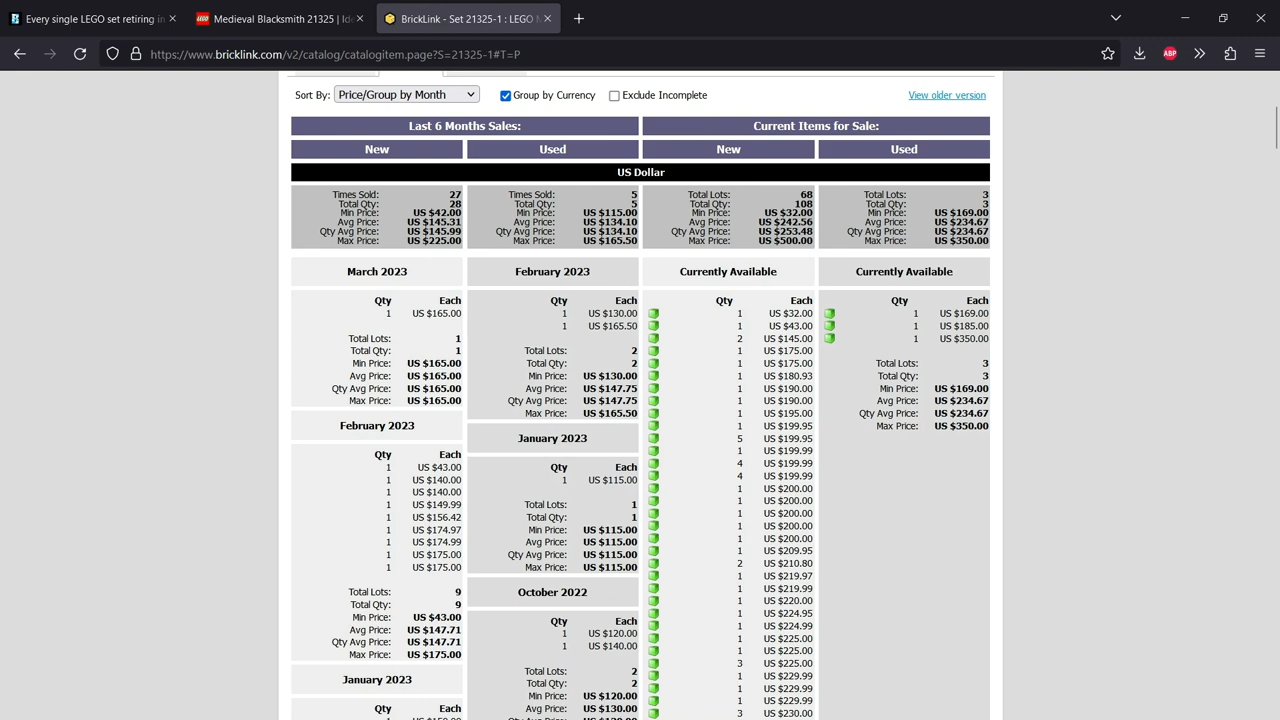 Every single LEGO set retiring in
Medieval Blacksmith 21325 | Ide
BrickLink - Set 21325-1 : LEGO M
https://www.bricklink.com/v2/catalog/catalogitem.page?S=21325-1#T=P
ABP
Sort By: Price/Group by Month Group by Currency Exclude Incomplete View older version
Last 6 Months Sales: Current Items for Sale:
New Used New Used
US Dollar
Times Sold: 27 Times Sold: 5 Total Lots: 68 Total Lots: 3
Total Qty: 28 Total Qty: 5 Total Qty: 108 Total Qty: 3
Min Price: US $42.00 Min Price: US $115.00 Min Price: US $32.00 Min Price: US $169.00
Avg Price: US $145.31 Avg Price: US $134.10 Avg Price: US $242.56 Avg Price: US $234.67
Qty Avg Price: US $145.99 Qty Avg Price: US $134.10 Qty Avg Price: US $253.48 Qty Avg Price: US $234.67
Max Price: US $225.00 Max Price: US $165.50 Max Price: US $500.00 Max Price: US $350.00
March 2023
Qty Each
1 US $165.00
Total Lots: 1
Total Qty: 1
Min Price: US $165.00
Avg Price: US $165.00
Qty Avg Price: US $165.00
Max Price: US $165.00
February 2023
Qty Each
1 US $43.00
1 US $140.00
1 US $140.00
1 US $149.99
1 US $156.42
1 US $174.97
1 US $174.99
1 US $175.00
1 US $175.00
Total Lots: 9
Total Qty: 9
Min Price: US $43.00
Avg Price: US $147.71
Qty Avg Price: US $147.71
Max Price: US $175.00
January 2023
Qty Each
February 2023
Qty Each
1 US $130.00
1 US $165.50
Total Lots: 2
Total Qty: 2
Min Price: US $130.00
Avg Price: US $147.75
Qty Avg Price: US $147.75
Max Price: US $165.50
January 2023
Qty Each
1 US $115.00
Total Lots: 1
Total Qty: 1
Min Price: US $115.00
Avg Price: US $115.00
Qty Avg Price: US $115.00
Max Price: US $115.00
October 2022
Qty Each
1 US $120.00
1 US $140.00
Total Lots: 2
Total Qty: 2
Min Price: US $120.00
Avg Price: US $130.00
Currently Available
Qty Each
1 US $32.00
1 US $43.00
2 US $145.00
1 US $175.00
1 US $175.00
1 US $180.93
1 US $190.00
1 US $190.00
1 US $195.00
1 US $199.95
5 US $199.95
1 US $199.99
4 US $199.99
4 US $199.99
1 US $200.00
1 US $200.00
1 US $200.00
1 US $200.00
1 US $200.00
1 US $209.95
2 US $210.80
1 US $219.97
1 US $219.99
1 US $220.00
1 US $224.95
1 US $224.99
1 US $225.00
1 US $225.00
3 US $225.00
1 US $229.99
1 US $229.99
1 US $229.99
3 US $230.00
Currently Available
Qty Each
1 US $169.00
1 US $185.00
1 US $350.00
Total Lots: 3
Total Qty: 3
Min Price: US $169.00
Avg Price: US $234.67
Qty Avg Price: US $234.67
Max Price: US $350.00